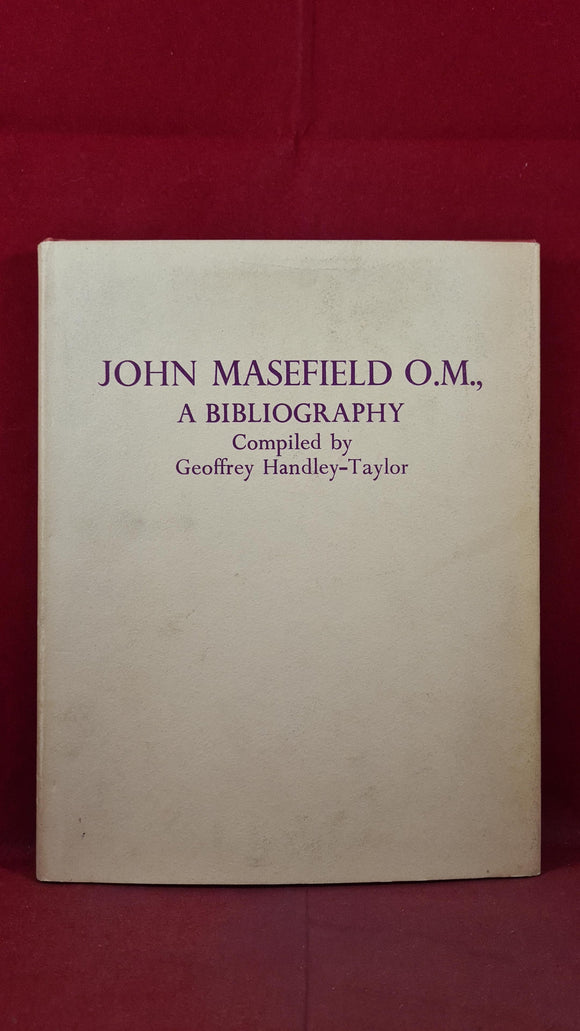 JOHN MASEFIELD O.M.,
A BIBLIOGRAPHY
Compiled by
Geoffrey Handley-Taylor